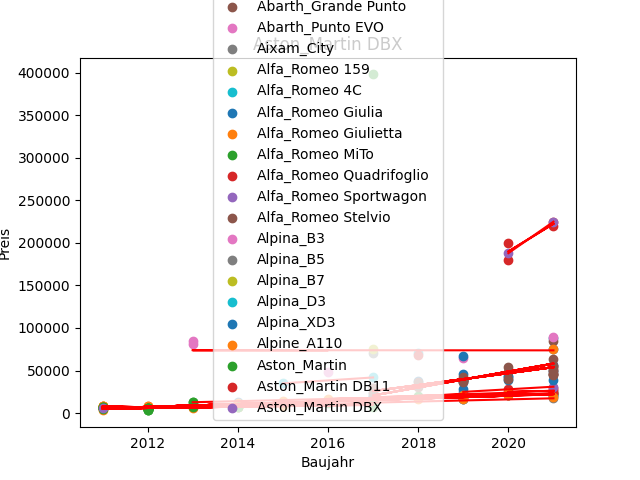 Abarth_Grande Punto
Abarth_Punto EVO
Aston_Martin DBX
Aixam_City
Alfa_Romeo 159
Alfa_Romeo 4C
Alfa_Romeo Giulia
Alfa_Romeo Giulietta
Alfa_Romeo MiTo
Alfa_Romeo Quadrifoglio
Alfa_Romeo Sportwagon
Alfa_Romeo Stelvio
Alpina_B3
Alpina_B5
Alpina_B7
Alpina_D3
Alpina_XD3
Alpine_A110
Aston_Martin
Aston_Martin DB11
Aston_Martin DBX
400000
350000
300000
250000
200000
150000
100000
50000
0
Preis
2012 2014 2016 2018 2020
Baujahr